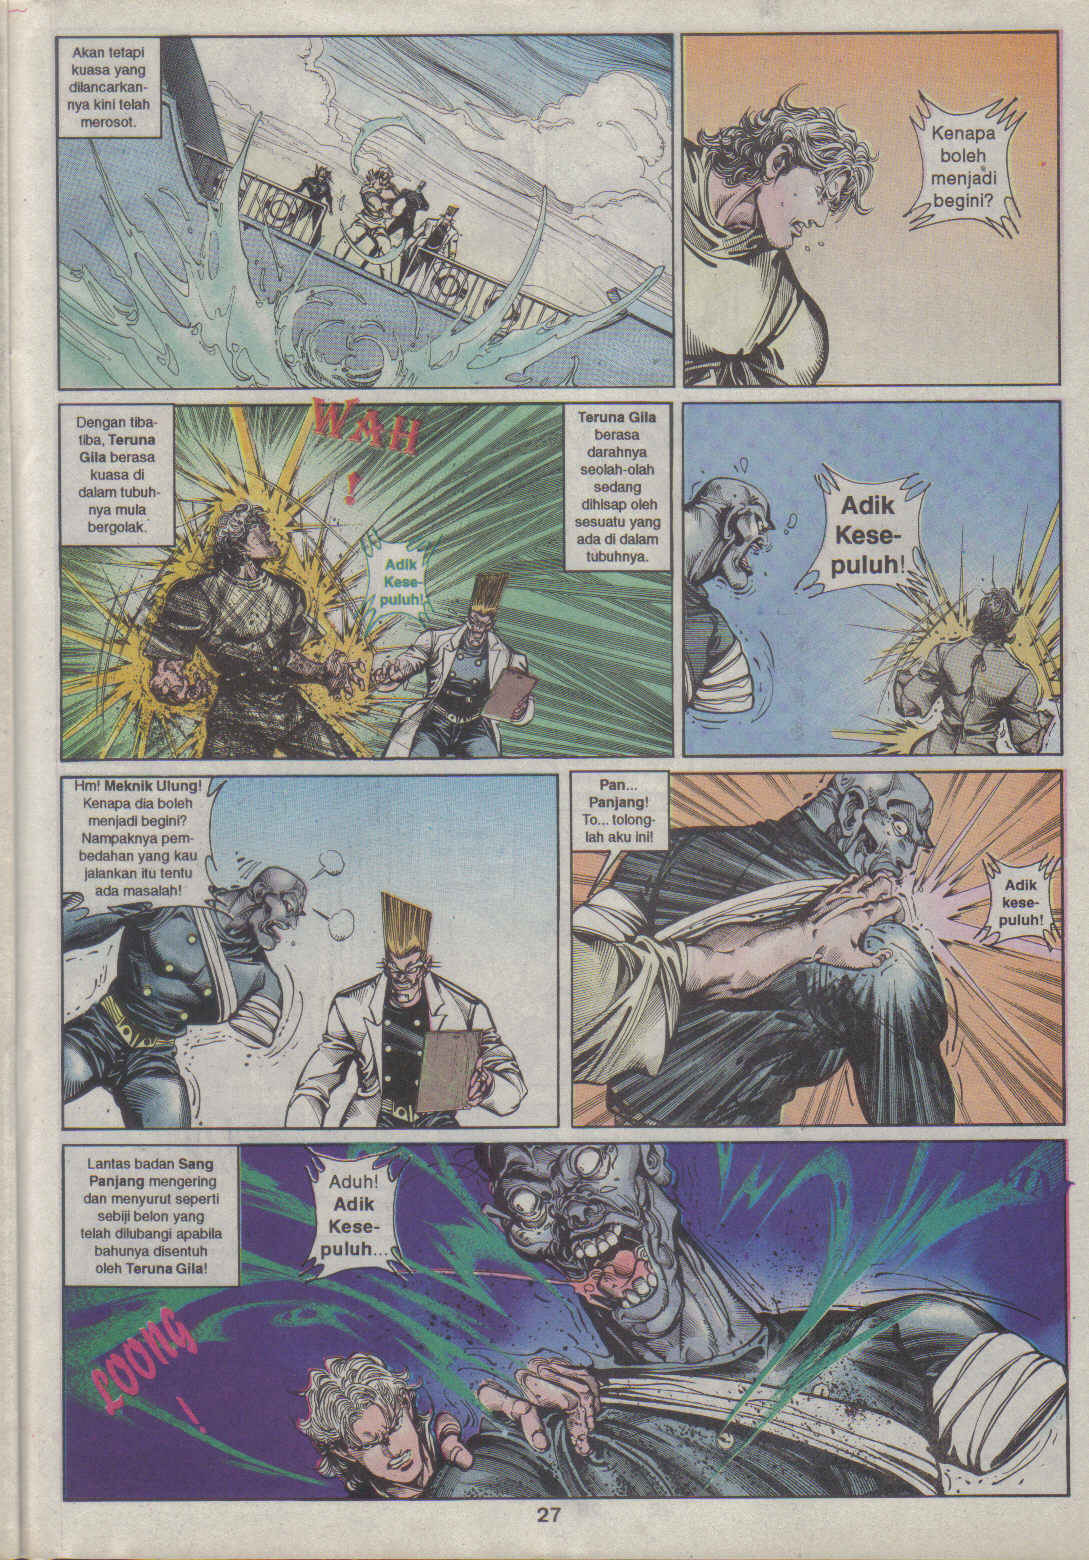 Akan tetapi
kuasa yang
dilancarkan-
nya kini telah
merosot.
Kenapa
boleh
menjadi
begini?
Dengan tiba-
tiba, Teruna
Gila berasa
kuasa di
dalam tubuh-
nya mula
bergolak.
WAH
!
Adik
Kese-
puluh!
Teruna Gila
berasa
darahnya
seolah-olah
sedang
dihisap oleh
sesuatu yang
ada di dalam
tubuhnya.
Adik
Kese-
puluh!
Hm! Meknik Ulung!
Kenapa dia boleh
menjadi begini?
Nampaknya pem-
bedahan yang kau
jalankan itu tentu
ada masalah!
Pan...
Panjang!
To... tolong-
lah aku ini!
Adik
kese-
puluh!
Lantas badan Sang
Panjang mengering
dan menyurut seperti
sebiji belon yang
telah dilubangi apabila
bahunya disentuh
oleh Teruna Gila!
Aduh!
Adik
Kese-
puluh...
LOONG
!
27